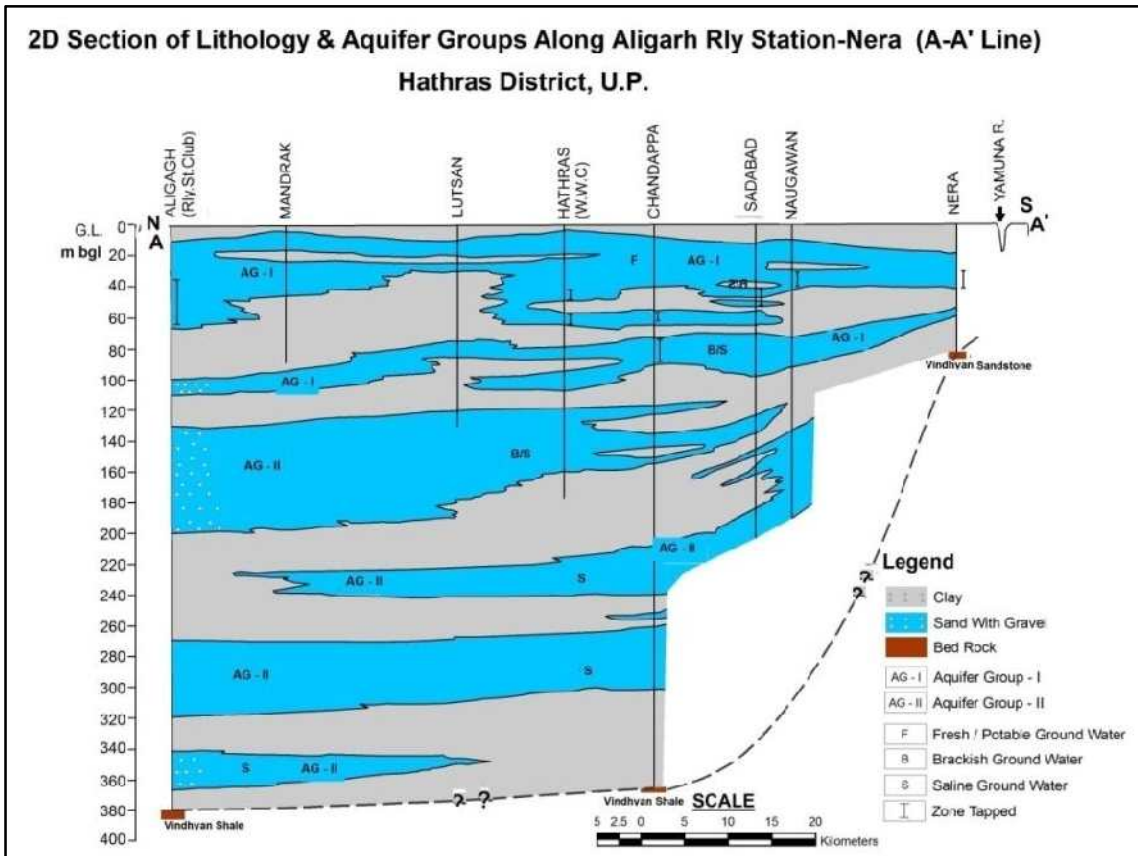 2D Section of Lithology & Aquifer Groups Along Aligarh Rly Station-Nera (A-A' Line)
Hathras District, U.P.
ALIGAGH
(Rly.St.Club)
MANDRAK
LUTSAN
HATHRAS
(W.W.C)
CHANDAPPA
SADABAD
NAUGAWAN
NERA
YAMUNA R.
G.L.
m bgl
N
A
S
A'
0
20
40
60
80
100
120
140
160
180
200
220
240
260
280
300
320
340
360
380
400
AG - I
F
AG - I
AG - I
B/S
AG - I
AG - II
B/S
AG - II
AG - II
S
AG - II
S
S
AG - II
Vindhyan Sandstone
Vindhyan Shale
Vindhyan Shale
? ?
?
?
Legend
Clay
Sand With Gravel
Bed Rock
AG - I Aquifer Group - I
AG - II Aquifer Group - II
F Fresh / Potable Ground Water
B Brackish Ground Water
S Saline Ground Water
Zone Tapped
SCALE
5 2.5 0 5 10 15 20
Kilometers